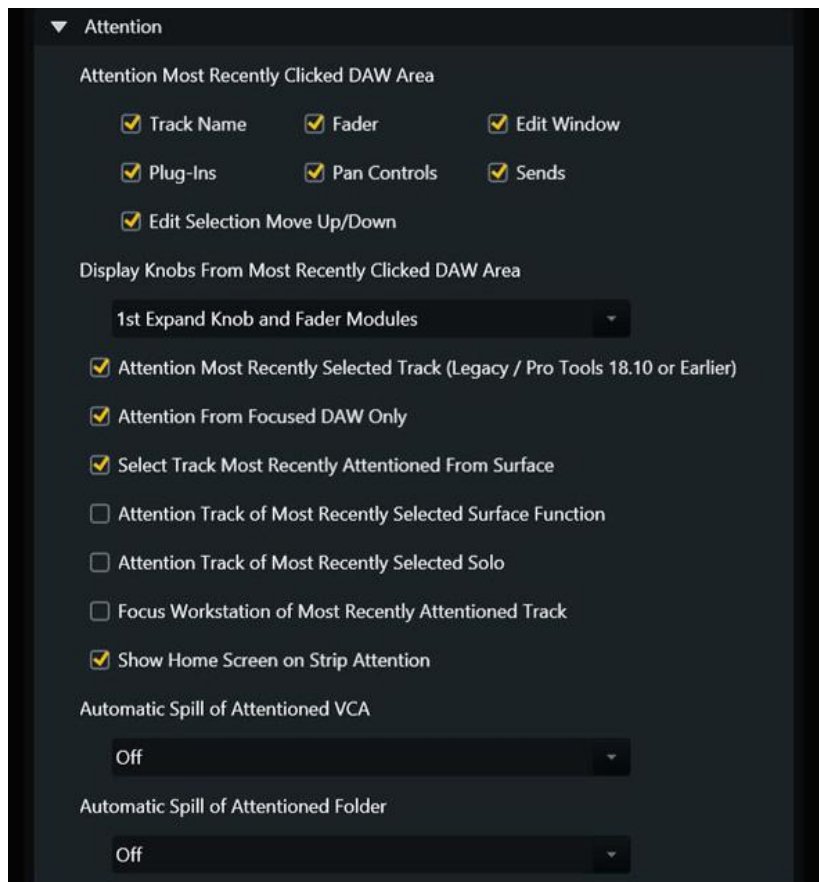 Attention
Attention Most Recently Clicked DAW Area
Track Name Fader Edit Window
Plug-Ins Pan Controls Sends
Edit Selection Move Up/Down
Display Knobs From Most Recently Clicked DAW Area
1st Expand Knob and Fader Modules
Attention Most Recently Selected Track (Legacy / Pro Tools 18.10 or Earlier)
Attention From Focused DAW Only
Select Track Most Recently Attentioned From Surface
Attention Track of Most Recently Selected Surface Function
Attention Track of Most Recently Selected Solo
Focus Workstation of Most Recently Attentioned Track
Show Home Screen on Strip Attention
Automatic Spill of Attentioned VCA
Off
Automatic Spill of Attentioned Folder
Off